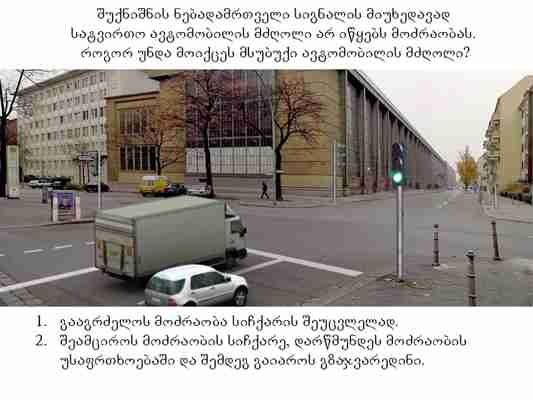 შუქნიშნის ნებადამრთველი სიგნალის მიუხედავად
სატვირთო ავტომობილის მძღოლი არ იწყებს მოძრაობას.
როგორ უნდა მოიქცეს მსუბუქი ავტომობილის მძღოლი?
1. გააგრძელოს მოძრაობა სიჩქარის შეუცვლელად.
2. შეამციროს მოძრაობის სიჩქარე, დარწმუნდეს მოძრაობის
უსაფრთხოებაში და შემდეგ გაიაროს გზაჯვარედინი.